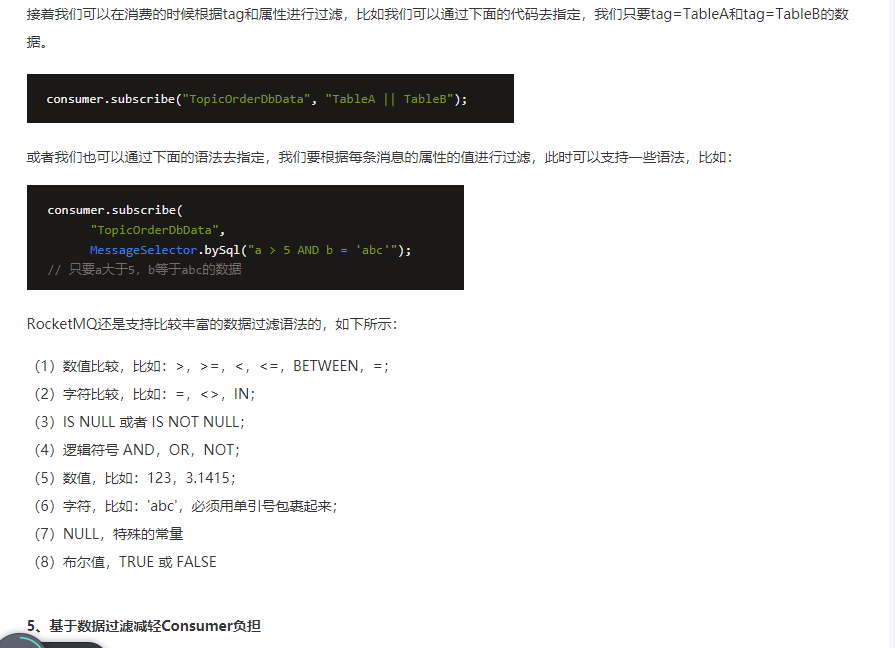 接着我们可以在消费的时候根据tag和属性进行过滤，比如我们可以通过下面的代码去指定，我们只要tag=TableA和tag=TableB的数
据。
consumer.subscribe("TopicOrderDbData", "TableA || TableB");
或者我们也可以通过下面的语法去指定，我们要根据每条消息的属性的值进行过滤，此时可以支持一些语法，比如：
consumer.subscribe(
"TopicOrderDbData",
MessageSelector.bySql("a > 5 AND b = 'abc'");
// 只要a大于5，b等于abc的数据
RocketMQ还是支持比较丰富的数据过滤语法的，如下所示：
（1）数值比较，比如：>，>=，<，<=，BETWEEN，=；
（2）字符比较，比如：=，<>，IN；
（3）IS NULL 或者 IS NOT NULL；
（4）逻辑符号 AND，OR，NOT；
（5）数值，比如：123，3.1415；
（6）字符，比如：'abc'，必须用单引号包裹起来；
（7）NULL，特殊的常量
（8）布尔值，TRUE 或 FALSE
5、基于数据过滤减轻Consumer负担